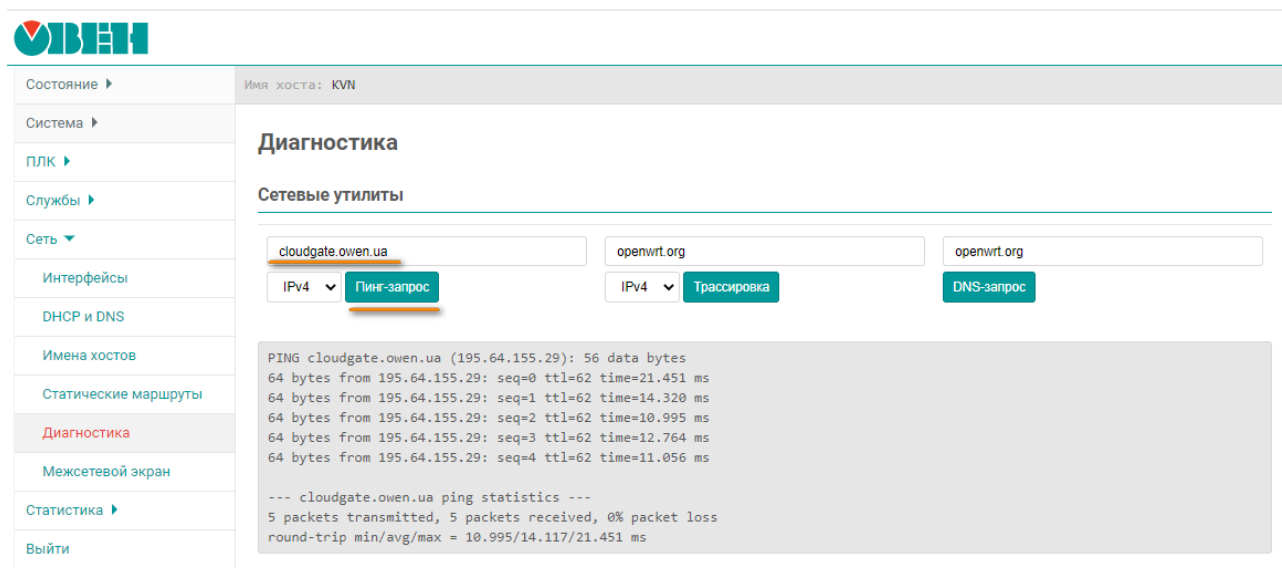 ОВЕН
Состояние
Имя хоста: KVN
Система
Диагностика
ПЛК
Службы
Сетевые утилиты
Сеть
cloudgate.owen.ua openwrt.org openwrt.org
Интерфейсы
IPv4 Пинг-запрос IPv4 Трассировка DNS-запрос
DHCP и DNS
Имена хостов
Статические маршруты
Диагностика
Межсетевой экран
Статистика
Выйти
PING cloudgate.owen.ua (195.64.155.29): 56 data bytes
64 bytes from 195.64.155.29: seq=0 ttl=62 time=21.451 ms
64 bytes from 195.64.155.29: seq=1 ttl=62 time=14.320 ms
64 bytes from 195.64.155.29: seq=2 ttl=62 time=10.995 ms
64 bytes from 195.64.155.29: seq=3 ttl=62 time=12.764 ms
64 bytes from 195.64.155.29: seq=4 ttl=62 time=11.056 ms
--- cloudgate.owen.ua ping statistics ---
5 packets transmitted, 5 packets received, 0% packet loss
round-trip min/avg/max = 10.995/14.117/21.451 ms